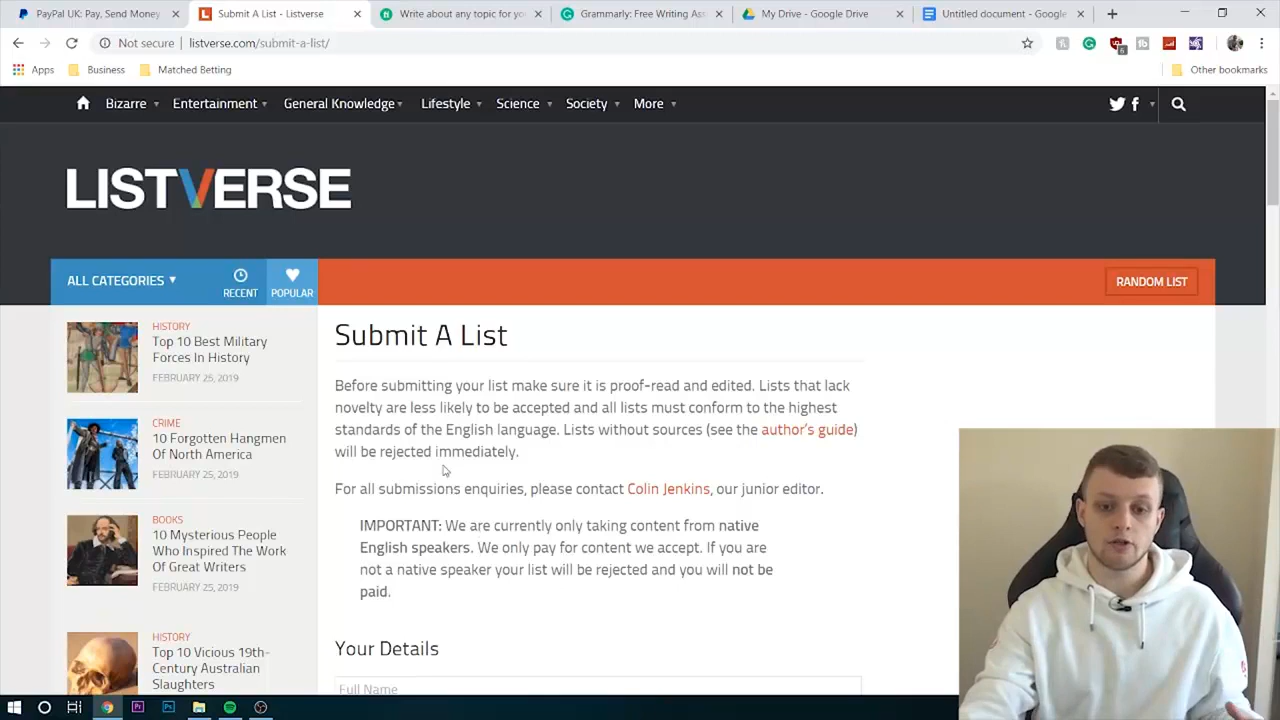 PayPal UK: Pay, Send Money
Submit A List - Listverse
Write about any topic for yo
Grammarly: Free Writing Ass
My Drive - Google Drive
Untitled document - Google
Not secure
listverse.com/submit-a-list/
6
Apps
Business
Matched Betting
Other bookmarks
Bizarre
Entertainment
General Knowledge
Lifestyle
Science
Society
More
LISTVERSE
ALL CATEGORIES
RECENT
POPULAR
RANDOM LIST
HISTORY
Top 10 Best Military
Forces In History
FEBRUARY 25, 2019
CRIME
10 Forgotten Hangmen
Of North America
FEBRUARY 25, 2019
BOOKS
10 Mysterious People
Who Inspired The Work
Of Great Writers
FEBRUARY 25, 2019
HISTORY
Top 10 Vicious 19th-
Century Australian
Slaughters
Submit A List
Before submitting your list make sure it is proof-read and edited. Lists that lack
novelty are less likely to be accepted and all lists must conform to the highest
standards of the English language. Lists without sources (see the author's guide)
will be rejected immediately.
For all submissions enquiries, please contact Colin Jenkins, our junior editor.
IMPORTANT: We are currently only taking content from native
English speakers. We only pay for content we accept. If you are
not a native speaker your list will be rejected and you will not be
paid.
Your Details
Full Name